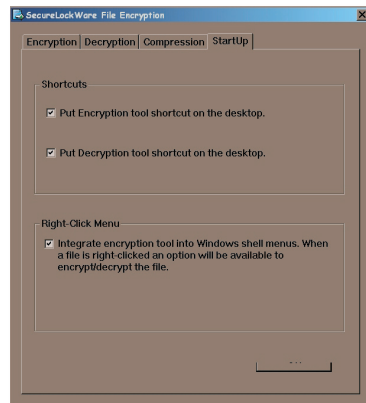 SecureLockWare File Encryption
Encryption Decryption Compression StartUp
Shortcuts
Put Encryption tool shortcut on the desktop.
Put Decryption tool shortcut on the desktop.
Right-Click Menu
Integrate encryption tool into Windows shell menus. When
a file is right-clicked an option will be available to
encrypt/decrypt the file.